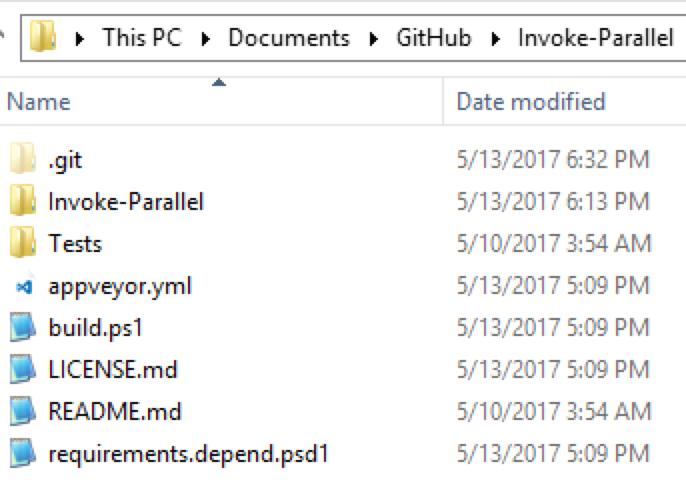 This PC Documents GitHub Invoke-Parallel
Name Date modified
.git 5/13/2017 6:32 PM
Invoke-Parallel 5/13/2017 6:13 PM
Tests 5/10/2017 3:54 AM
appveyor.yml 5/13/2017 5:09 PM
build.ps1 5/13/2017 5:09 PM
LICENSE.md 5/13/2017 5:09 PM
README.md 5/10/2017 3:54 AM
requirements.depend.psd1 5/13/2017 5:09 PM